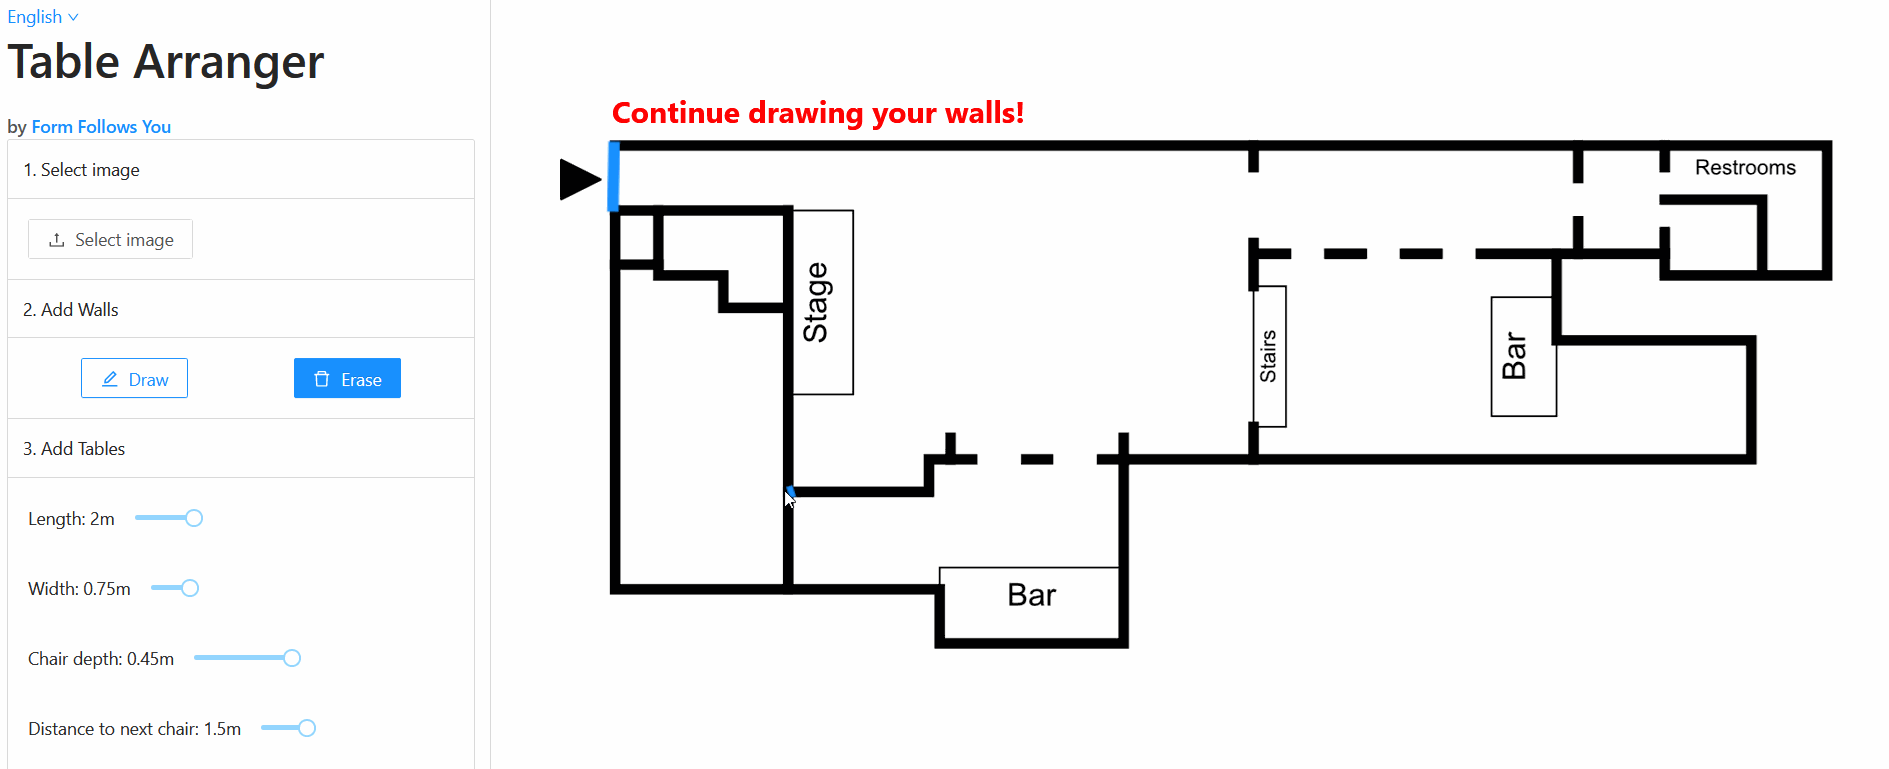 English
Table Arranger
by Form Follows You
1. Select image
Select image
2. Add Walls
Draw
Erase
3. Add Tables
Length: 2m
Width: 0.75m
Chair depth: 0.45m
Distance to next chair: 1.5m
Continue drawing your walls!
Restrooms
Stage
Stairs
Bar
Bar